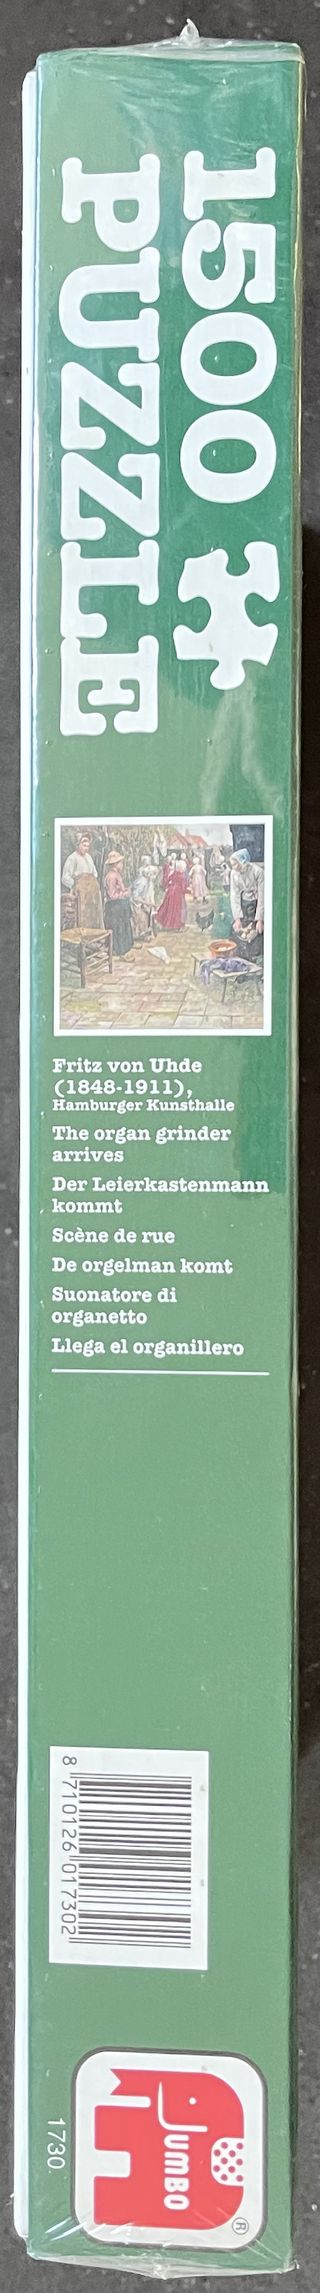 1500
PUZZLE
Fritz von Uhde
(1848-1911),
Hamburger Kunsthalle
The organ grinder
arrives
Der Leierkastenmann
kommt
Scène de rue
De orgelman komt
Suonatore di
organetto
Llega el organillero
8 710126 017302
JUMBO
®
1730